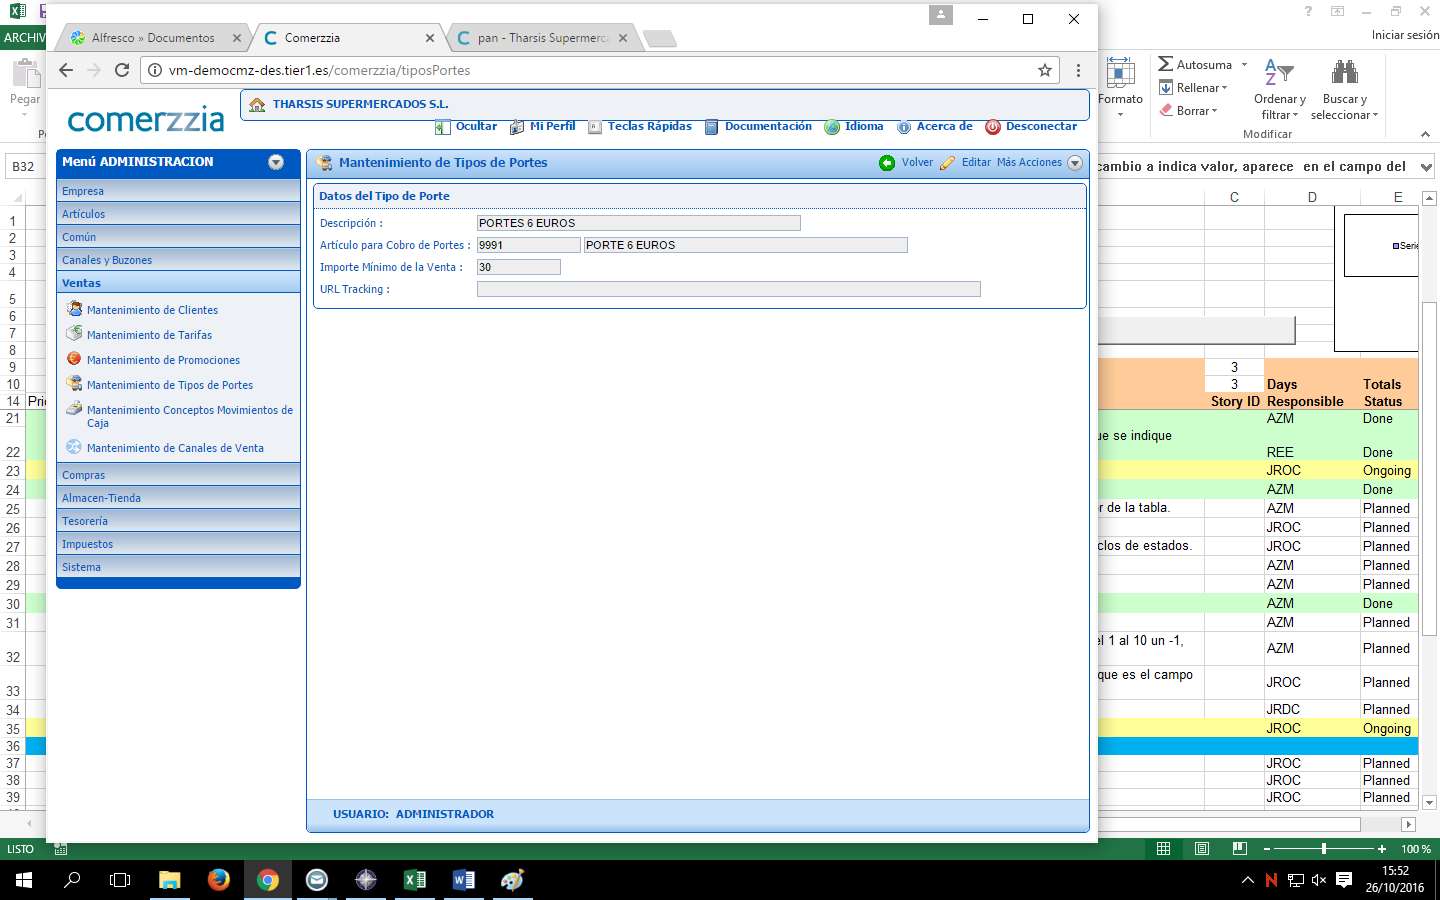 Alfresco » Documentos
Comerzzia
pan - Tharsis Supermerc
vm-democmz-des.tier1.es/comerzzia/tiposPortes
comerzzia
THARSIS SUPERMERCADOS S.L.
Ocultar Mi Perfil Teclas Rápidas Documentación Idioma Acerca de Desconectar
Menú ADMINISTRACION
Empresa
Artículos
Común
Canales y Buzones
Ventas
Mantenimiento de Clientes
Mantenimiento de Tarifas
Mantenimiento de Promociones
Mantenimiento de Tipos de Portes
Mantenimiento Conceptos Movimientos de
Caja
Mantenimiento de Canales de Venta
Compras
Almacen-Tienda
Tesorería
Impuestos
Sistema
Mantenimiento de Tipos de Portes
Volver Editar Más Acciones
Datos del Tipo de Porte
Descripción : PORTES 6 EUROS
Artículo para Cobro de Portes : 9991 PORTE 6 EUROS
Importe Mínimo de la Venta : 30
URL Tracking :
USUARIO: ADMINISTRADOR
ARCHIV
Iniciar sesión
Pegar
Formato
Autosuma
Rellenar
Borrar
Ordenar y
filtrar
Buscar y
seleccionar
Modificar
B32
cambio a indica valor, aparece en el campo del
C D E
1
2
3
4
5
6
7
8
9 3
10 3 Days Totals
14 Pri Story ID Responsible Status
21 AZM Done
ue se indique
22 REE Done
23 JROC Ongoing
24 AZM Done
25 r de la tabla. AZM Planned
26 JROC Planned
27 clos de estados. JROC Planned
28 AZM Planned
29 AZM Planned
30 AZM Done
31 AZM Planned
32 el 1 al 10 un -1, AZM Planned
33 que es el campo JROC Planned
34 JRDC Planned
35 JROC Ongoing
36
37 JROC Planned
38 JROC Planned
39 JROC Planned
Serie
LISTO
100 %
15:52
26/10/2016